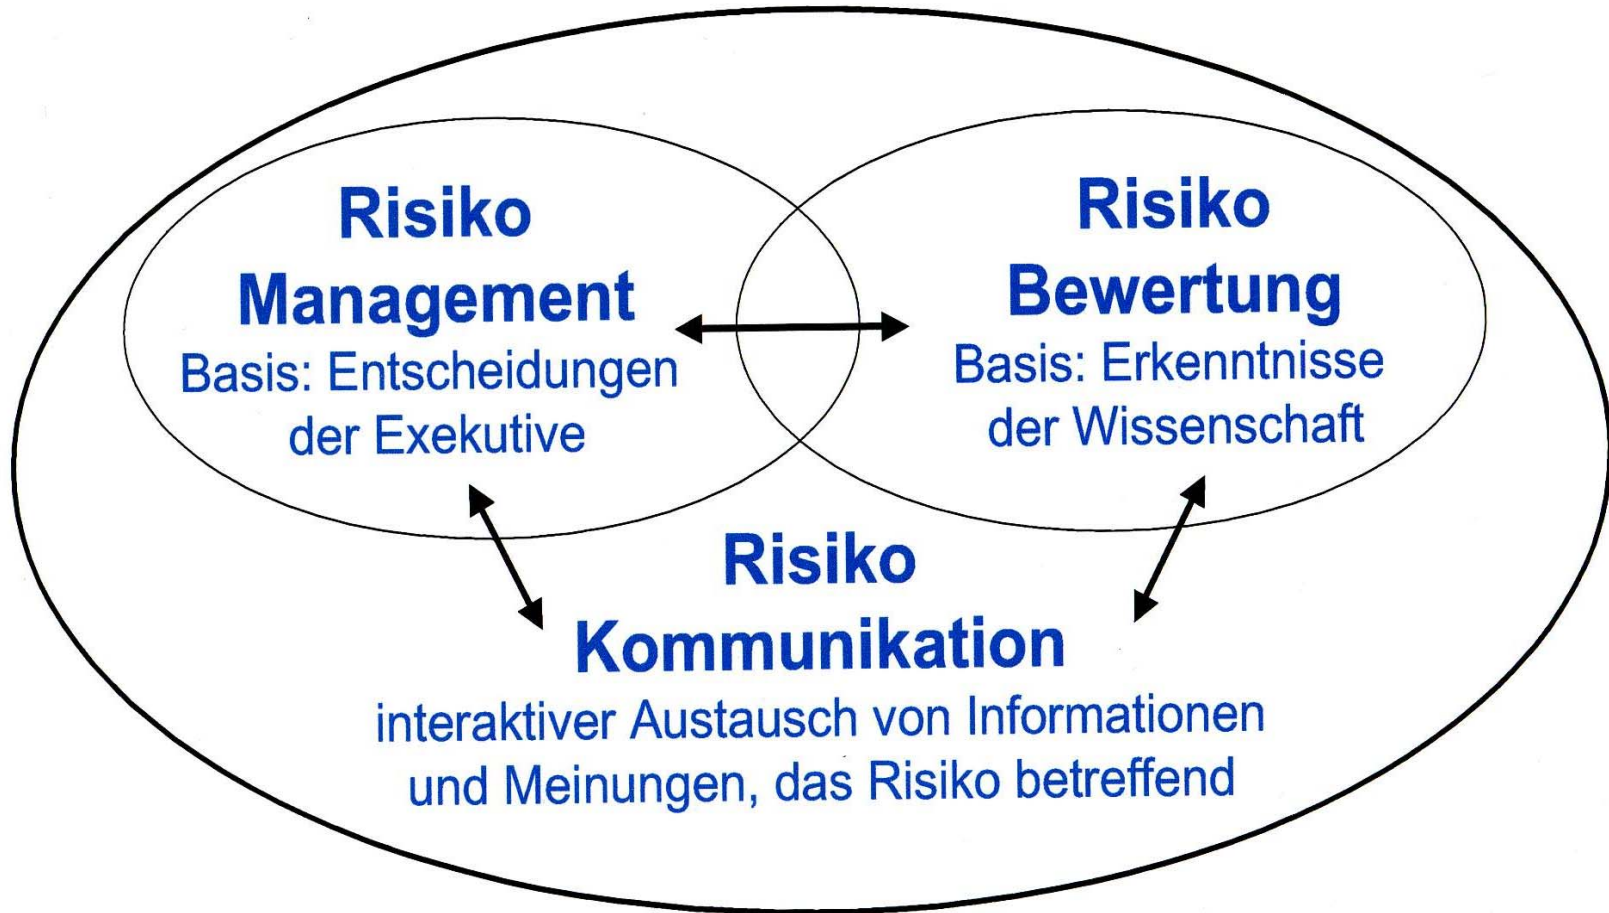 Risiko
Management
Basis: Entscheidungen
der Exekutive
Risiko
Bewertung
Basis: Erkenntnisse
der Wissenschaft
Risiko
Kommunikation
interaktiver Austausch von Informationen
und Meinungen, das Risiko betreffend